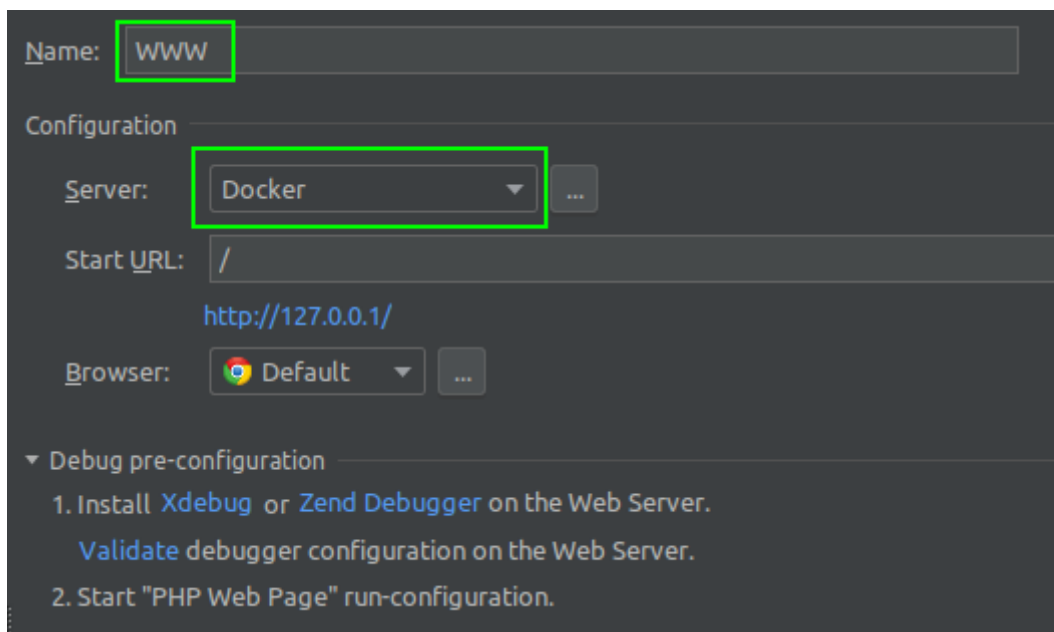 Name: WWW
Configuration
Server: Docker ...
Start URL: /
http://127.0.0.1/
Browser: Default ...
Debug pre-configuration
1. Install Xdebug or Zend Debugger on the Web Server.
Validate debugger configuration on the Web Server.
2. Start "PHP Web Page" run-configuration.